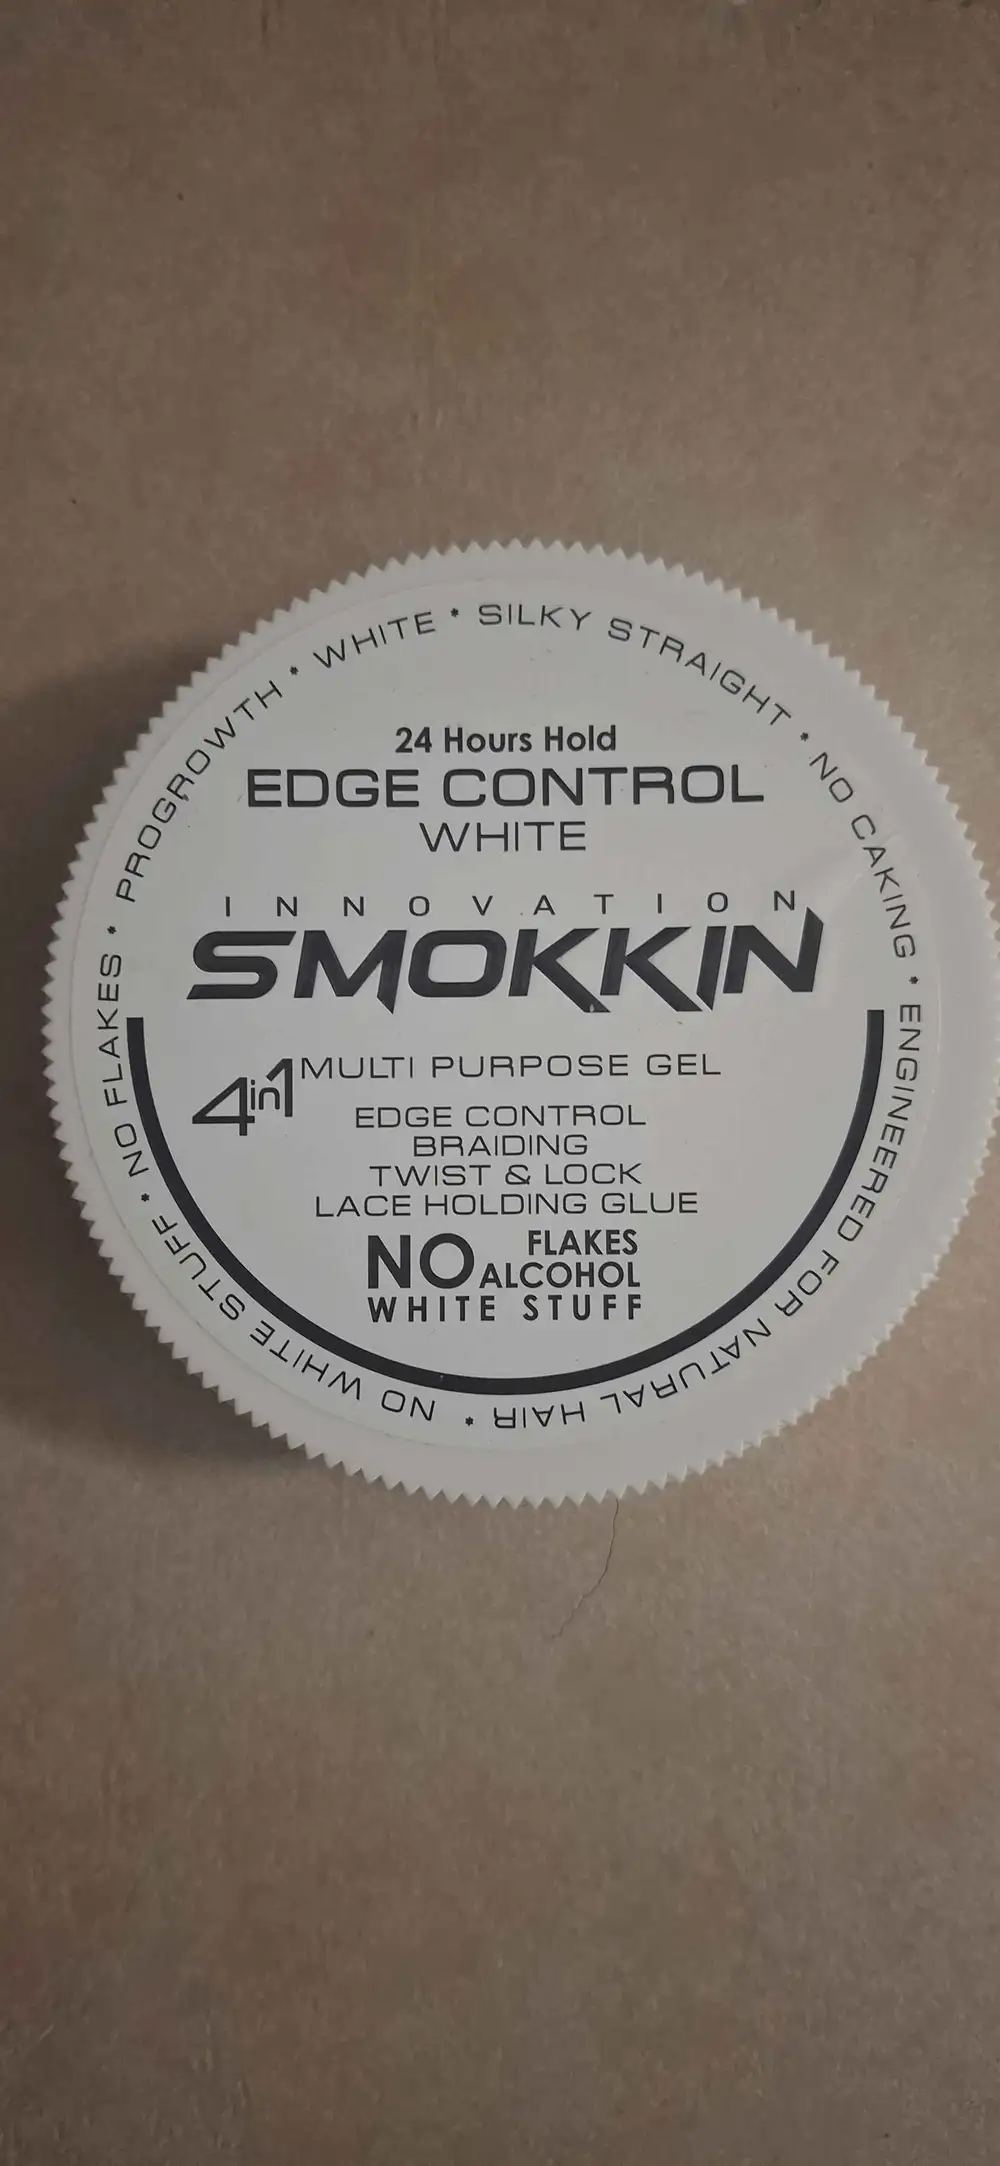 PROGROWTH * WHITE * SILKY STRAIGHT * NO CAKING * ENGINEERED FOR NATURAL HAIR * NO WHITE STUFF * NO FLAKES *
24 Hours Hold
EDGE CONTROL
WHITE
INNOVATION
SMOKKIN
4in1 MULTI PURPOSE GEL
EDGE CONTROL
BRAIDING
TWIST & LOCK
LACE HOLDING GLUE
NO FLAKES
ALCOHOL
WHITE STUFF